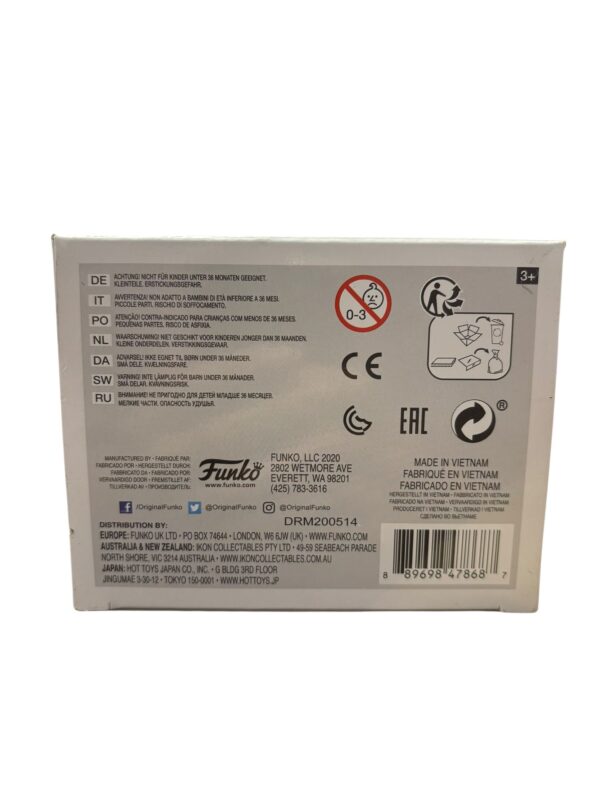 DE ACHTUNG! NICHT FÜR KINDER UNTER 36 MONATEN GEEIGNET.
KLEINTEILE. ERSTICKUNGSGEFAHR.
IT AVVERTENZA! NON ADATTO A BAMBINI DI ETÀ INFERIORE A 36 MESI.
PICCOLE PARTI. RISCHIO DI SOFFOCAMENTO.
PO ATENÇÃO! CONTRA-INDICADO PARA CRIANÇAS COM MENOS DE 36 MESES.
PEQUENAS PARTES. RISCO DE ASFIXIA.
NL WAARSCHUWING! NIET GESCHIKT VOOR KINDEREN JONGER DAN 36 MAANDEN.
KLEINE ONDERDELEN. VERSTIKKINGSGEVAAR.
DA ADVARSEL! IKKE EGNET TIL BØRN UNDER 36 MÅNEDER.
SMÅ DELE. KVÆLNINGSFARE.
SW VARNING! INTE LÄMPLIG FÖR BARN UNDER 36 MÅNADER.
SMÅ DELAR. KVÄVNINGSRISK.
RU ВНИМАНИЕ! НЕ ПРИГОДНО ДЛЯ ДЕТЕЙ МЛАДШЕ 36 МЕСЯЦЕВ.
МЕЛКИЕ ЧАСТИ. ОПАСНОСТЬ УДУШЬЯ.
0-3
3+
CE
EAC
®
MANUFACTURED BY • FABRIQUÉ PAR:
FABRICADO POR • HERGESTELLT DURCH:
FABBRICATO DA • FABRICADO POR:
VERVAARDIGD DOOR • FREMSTILLET AF:
TILLVERKAD AV • ПРОИЗВОДИТЕЛЬ:
Funko
www.funko.com
FUNKO, LLC 2020
2802 WETMORE AVE
EVERETT, WA 98201
(425) 783-3616
MADE IN VIETNAM
FABRIQUÉ EN VIETNAM
FABRICADO EN VIETNAM
HERGESTELLT IN VIETNAM • FABBRICATO IN VIETNAM
FABRICADO NA VIETNAM • VERVAARDIGD IN VIETNAM
PRODUCERET I VIETNAM • TILLVERKAD I VIETNAM
СДЕЛАНО ВО ВЬЕТНАМЕ
/OriginalFunko @OriginalFunko @OriginalFunko
DRM200514
DISTRIBUTION BY:
EUROPE: FUNKO UK LTD • PO BOX 74644 • LONDON, W6 6JW (UK) • WWW.FUNKO.COM
AUSTRALIA & NEW ZEALAND: IKON COLLECTABLES PTY LTD • 49-59 SEABEACH PARADE
NORTH SHORE, VIC 3214 AUSTRALIA • WWW.IKONCOLLECTABLES.COM.AU
JAPAN: HOT TOYS JAPAN CO., INC. • G BLDG 3RD FLOOR
JINGUMAE 3-30-12 • TOKYO 150-0001 • WWW.HOTTOYS.JP
8 89698 47868 7